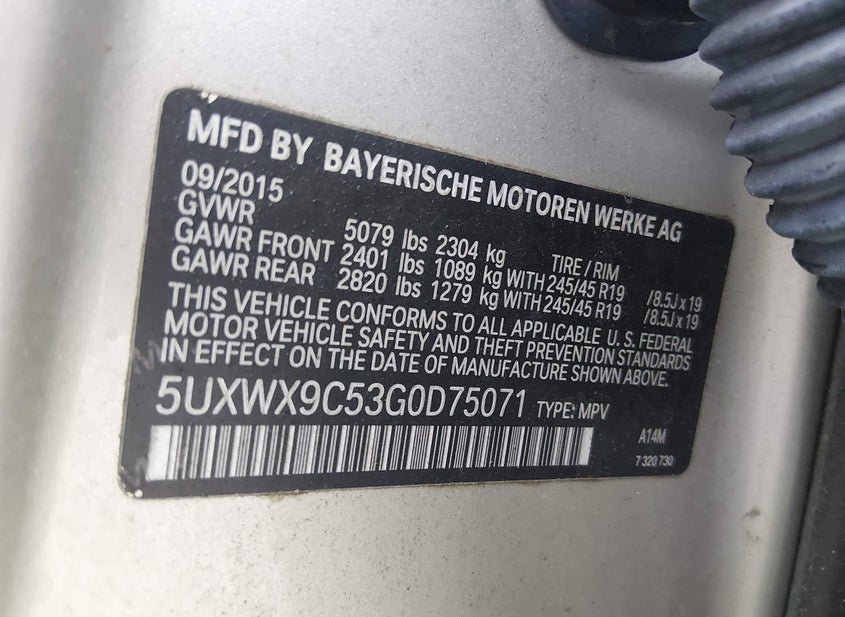 MFD BY BAYERISCHE MOTOREN WERKE AG
09/2015
GVWR 5079 lbs 2304 kg TIRE / RIM
GAWR FRONT 2401 lbs 1089 kg WITH 245/45 R19 /8.5J x 19
GAWR REAR 2820 lbs 1279 kg WITH 245/45 R19 /8.5J x 19
THIS VEHICLE CONFORMS TO ALL APPLICABLE U.S. FEDERAL
MOTOR VEHICLE SAFETY AND THEFT PREVENTION STANDARDS
IN EFFECT ON THE DATE OF MANUFACTURE SHOWN ABOVE.
5UXWX9C53G0D75071 TYPE: MPV
A14M
7 320 730